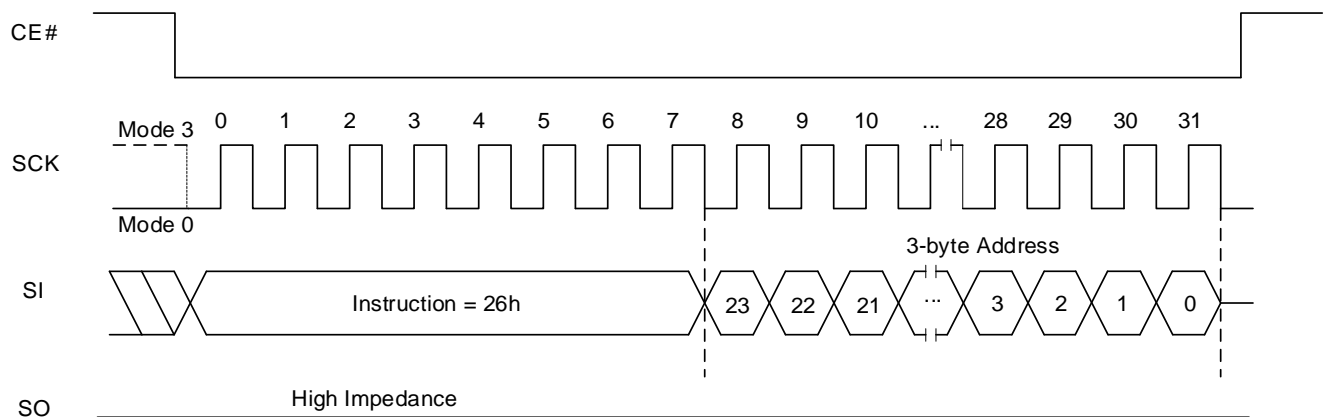 CE#
SCK
Mode 3
0 1 2 3 4 5 6 7 8 9 10 ... 28 29 30 31
Mode 0
3-byte Address
SI
Instruction = 26h
23 22 21 ... 3 2 1 0
SO
High Impedance